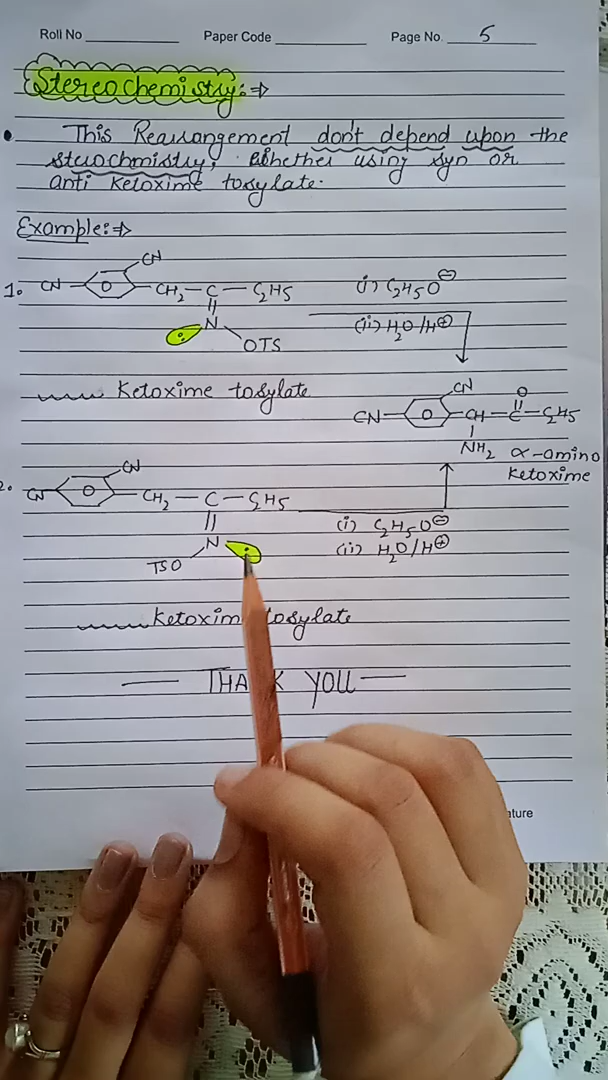 Roll No Paper Code Page No. 5
Stereochemistry:⇒
• This Rearrangement don't depend upon the
steriochmistry, whether using syn or
anti Ketoxime tosylate.
Example:⇒
CN
1. CN CH2 — C — C2H5 (i) C2H5O⊖
N (ii) H2O/H⊕
OTS
Ketoxime tosylate
CN O
CN CH — C — C2H5
NH2 α-amino
Ketoxime
CN
2. CN CH2 — C — C2H5
(i) C2H5O⊖
N (ii) H2O/H⊕
TSO
Ketoxim tosylate
— THANK YOU —
ature